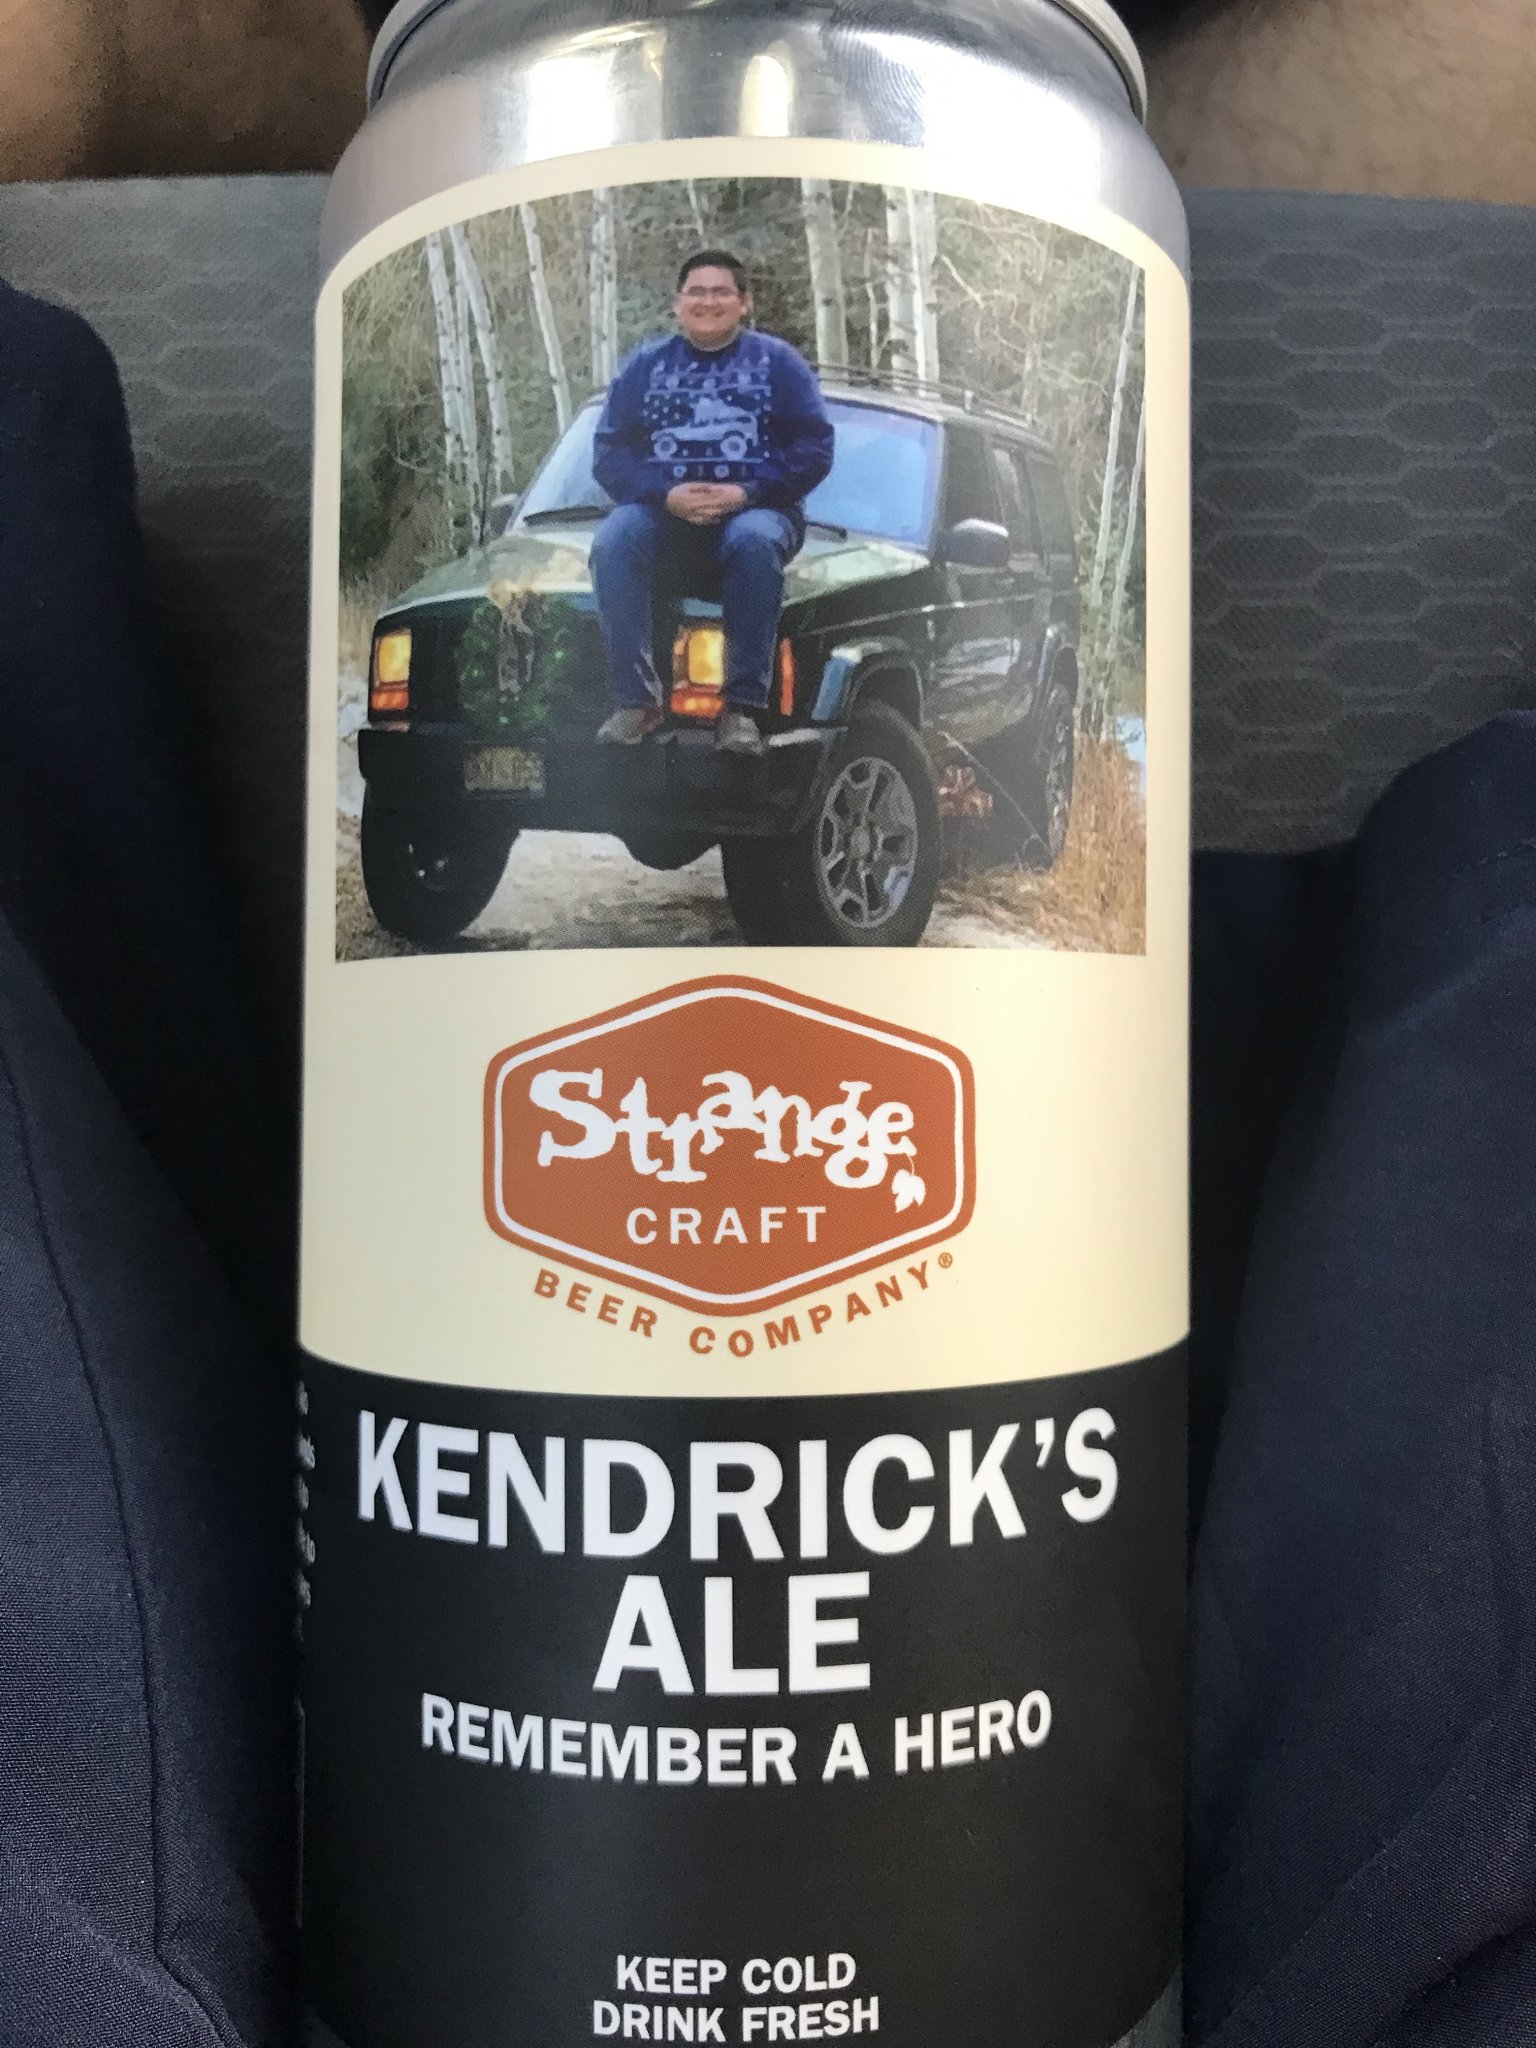 Strange
CRAFT
BEER COMPANY®
KENDRICK'S
ALE
REMEMBER A HERO
KEEP COLD
DRINK FRESH